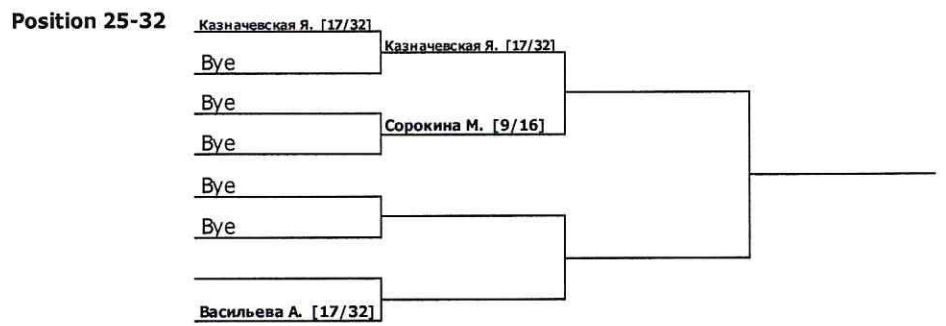 Position 25-32
Казначевская Я. [17/32]
Казначевская Я. [17/32]
Bye
Bye
Сорокина М. [9/16]
Bye
Bye
Bye
Васильева А. [17/32]